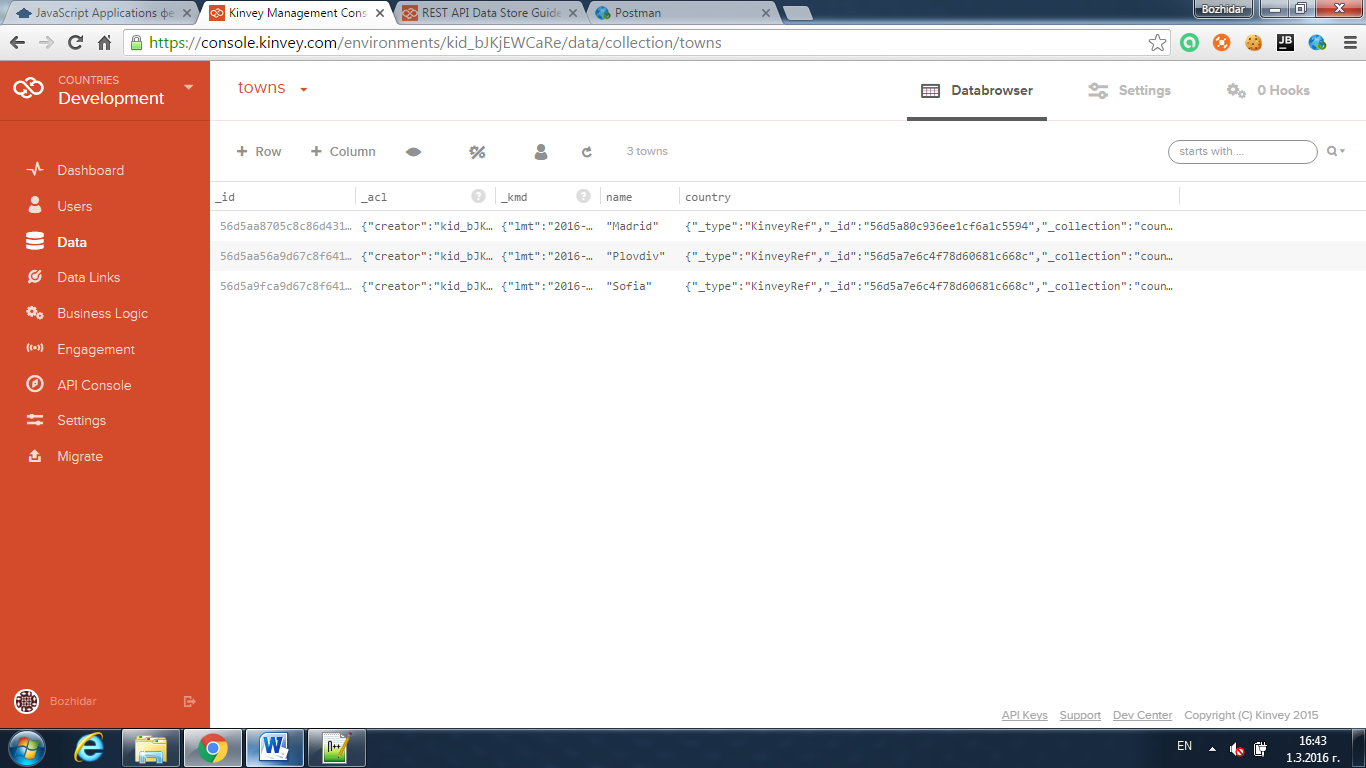 JavaScript Applications фе
Kinvey Management Cons
REST API Data Store Guide
Postman
Bozhidar
https://console.kinvey.com/environments/kid_bJKjEWCaRe/data/collection/towns
JB
COUNTRIES
Development
towns
Databrowser
Settings
0 Hooks
+ Row
+ Column
3 towns
starts with ...
_id
_acl ?
_kmd ?
name
country
56d5aa8705c8c86d431… {"creator":"kid_bJK… {"lmt":"2016-… "Madrid" {"_type":"KinveyRef","_id":"56d5a80c936ee1cf6a1c5594","_collection":"coun…
56d5aa56a9d67c8f641… {"creator":"kid_bJK… {"lmt":"2016-… "Plovdiv" {"_type":"KinveyRef","_id":"56d5a7e6c4f78d60681c668c","_collection":"coun…
56d5a9fca9d67c8f641… {"creator":"kid_bJK… {"lmt":"2016-… "Sofia" {"_type":"KinveyRef","_id":"56d5a7e6c4f78d60681c668c","_collection":"coun…
Dashboard
Users
Data
Data Links
Business Logic
Engagement
API Console
Settings
Migrate
Bozhidar
API Keys
Support
Dev Center
Copyright (C) Kinvey 2015
EN
16:43
1.3.2016 г.